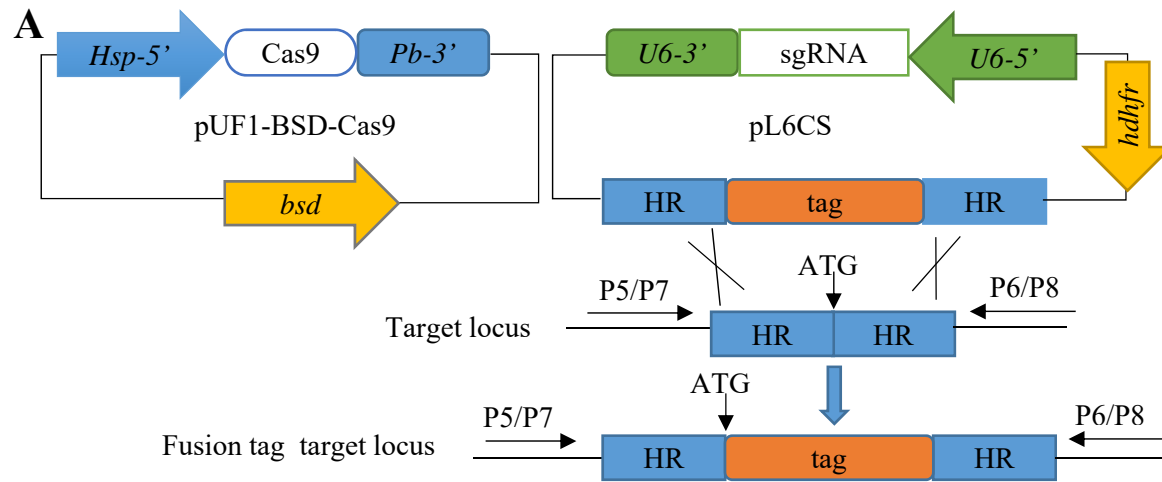 A
Hsp-5’ Cas9 Pb-3’ U6-3’ sgRNA U6-5’
hdhfr
pUF1-BSD-Cas9 pL6CS
bsd HR tag HR
ATG
P5/P7 P6/P8
Target locus HR HR
ATG
P5/P7 P6/P8
Fusion tag target locus HR tag HR